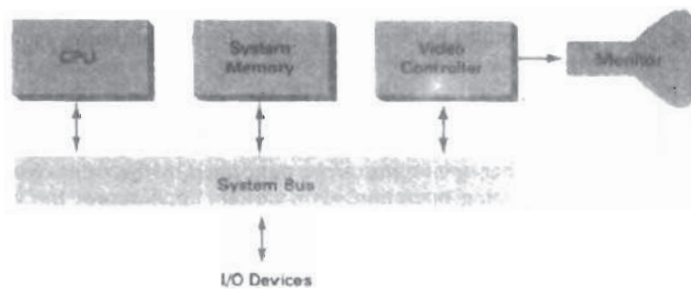 CPU
System
Memory
Video
Controller
Monitor
System Bus
I/O Devices